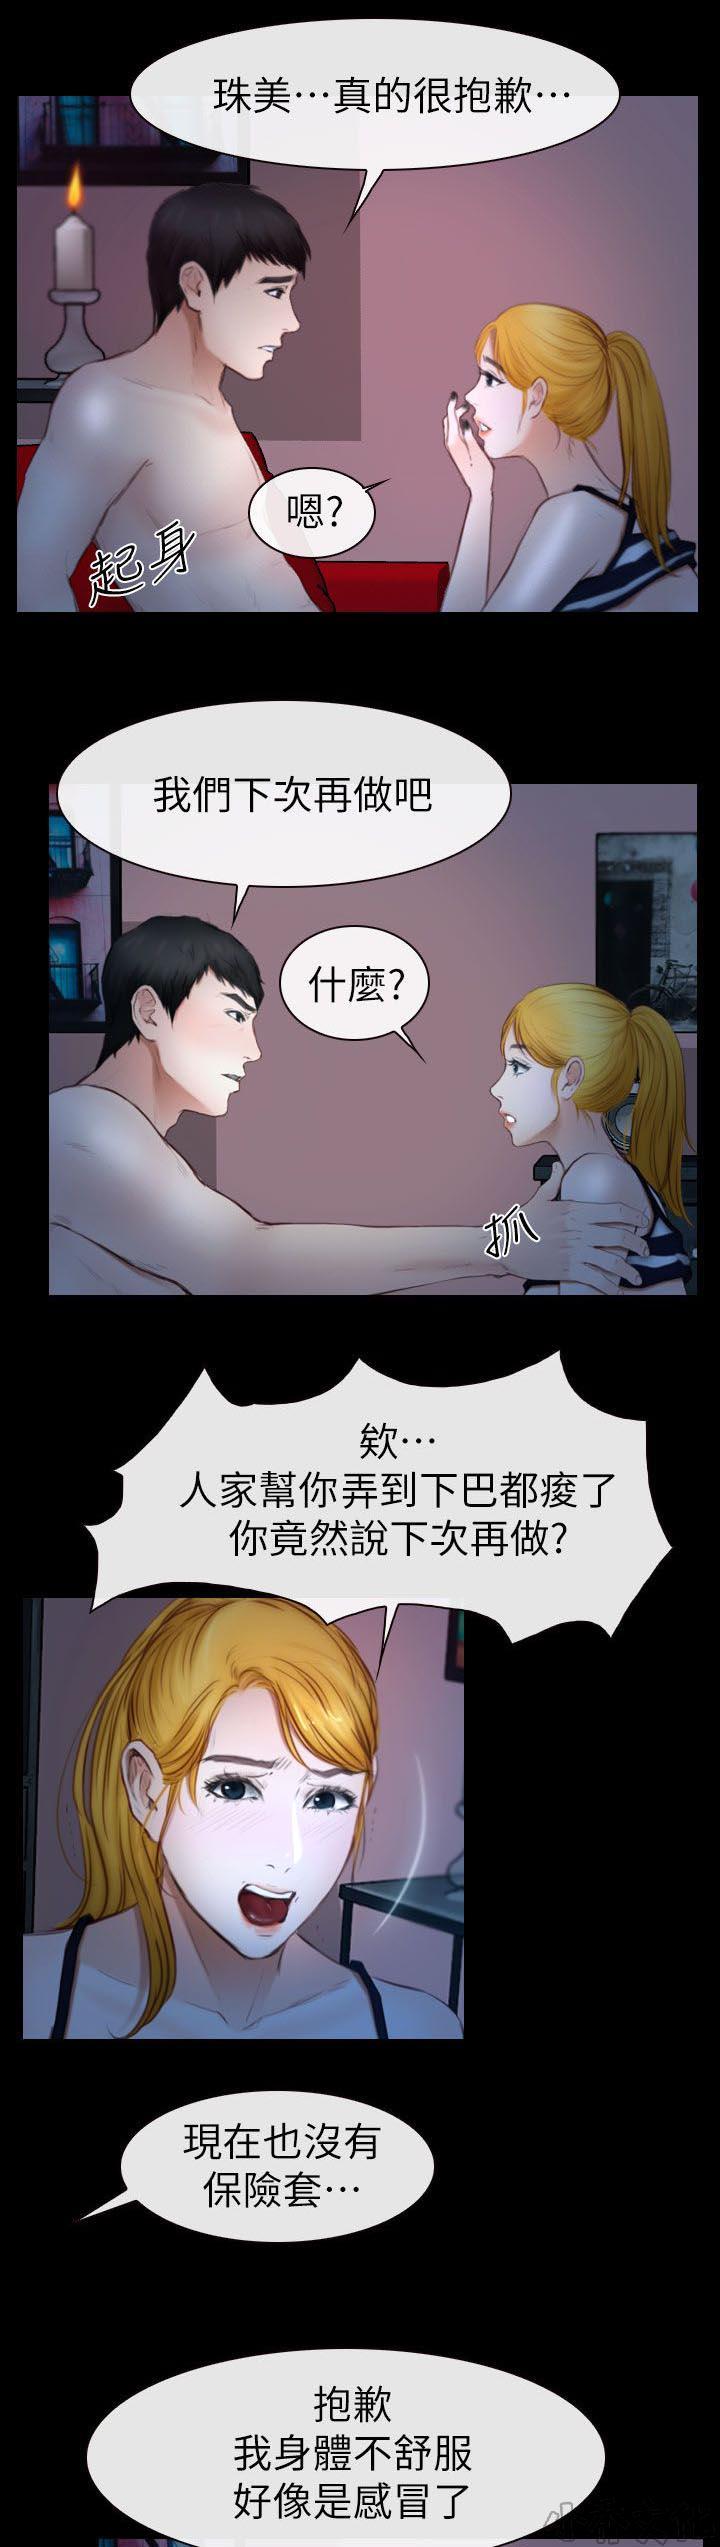 珠美…真的很抱歉…
嗯?
起身
我們下次再做吧
什麼?
抓
欸…
人家幫你弄到下巴都痠了
你竟然說下次再做?
現在也沒有
保險套…
抱歉
我身體不舒服
好像是感冒了